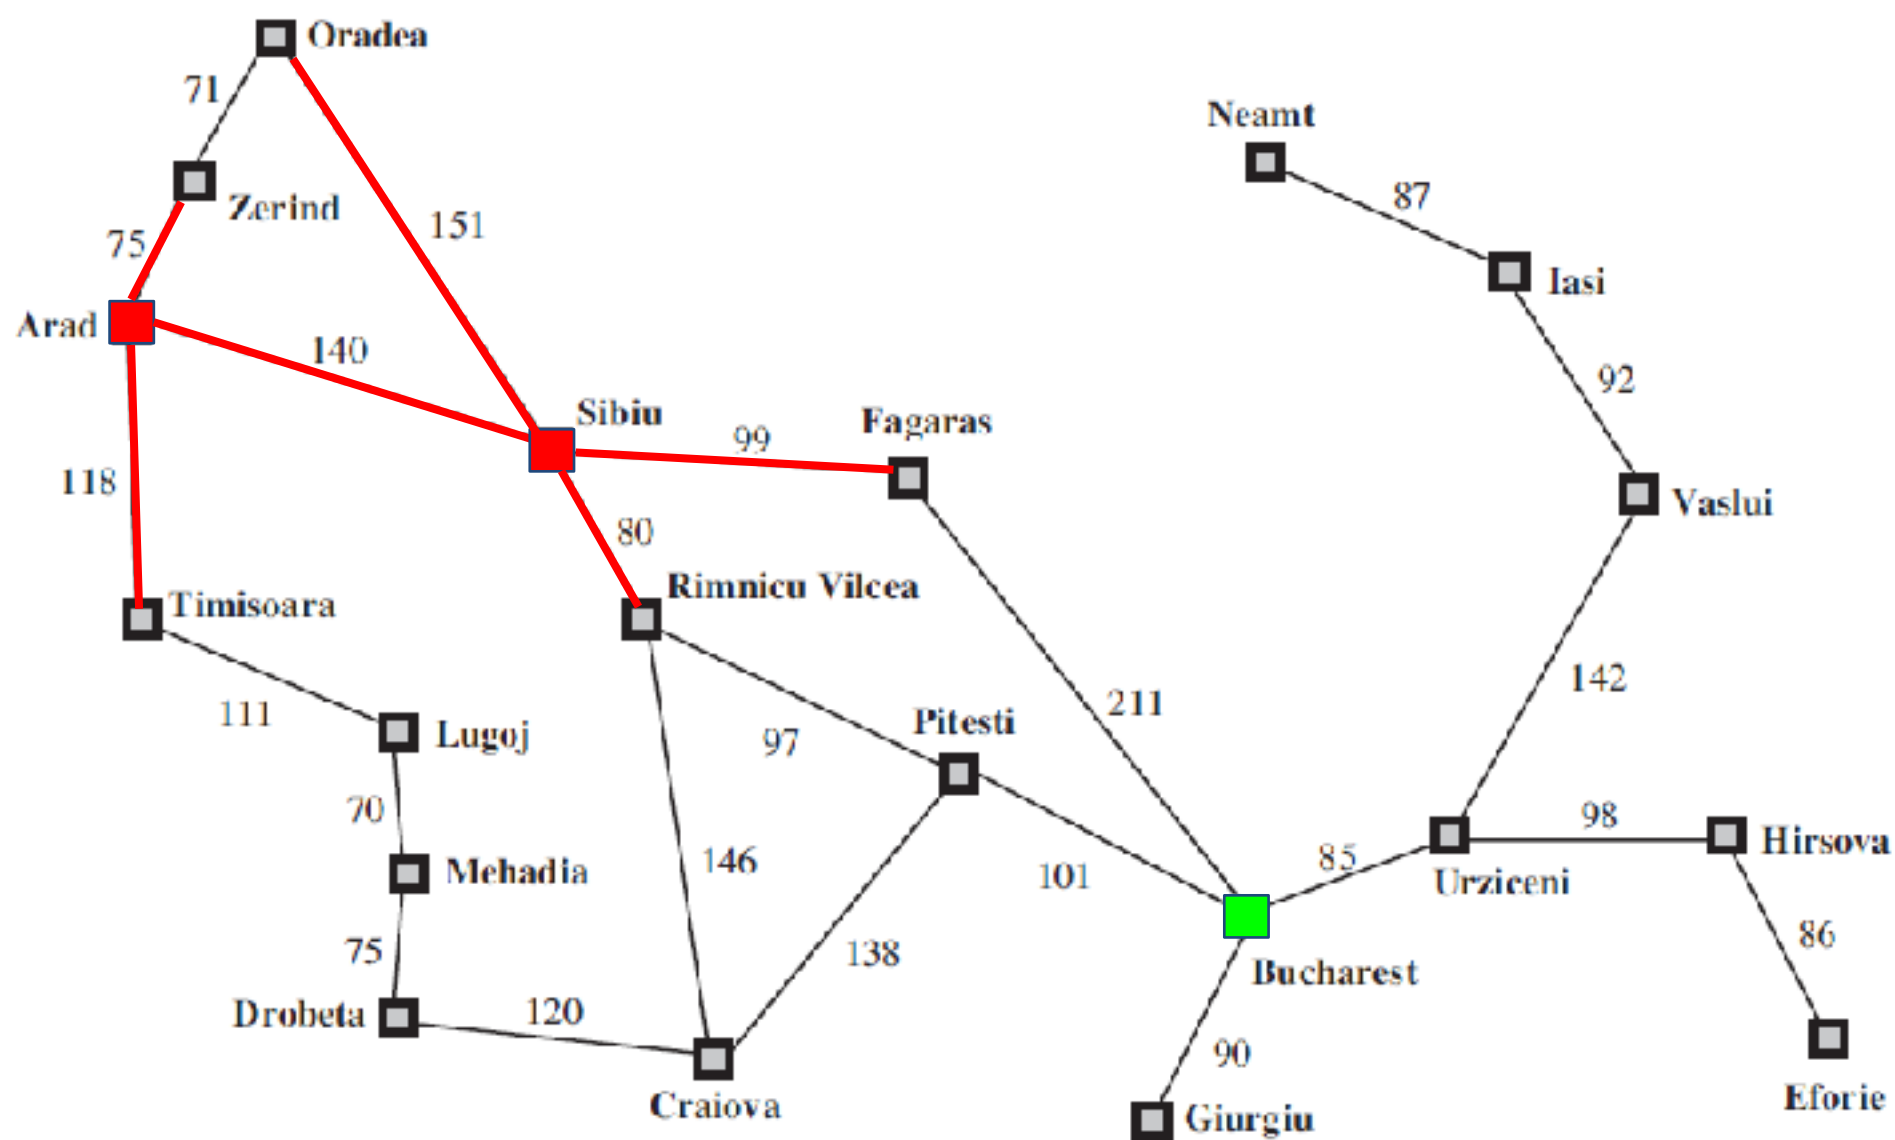 Oradea
71
Neamt
87
Zerind
151
75
Iasi
Arad
140
92
Sibiu
Fagaras
99
118
Vaslui
80
Rimnicu Vilcea
Timisoara
142
211
111
Pitesti
Lugoj
97
70
98
Hirsova
146
85
Mehadia
101
Urziceni
86
138
75
Bucharest
Drobeta
120
90
Eforie
Craiova
Giurgiu